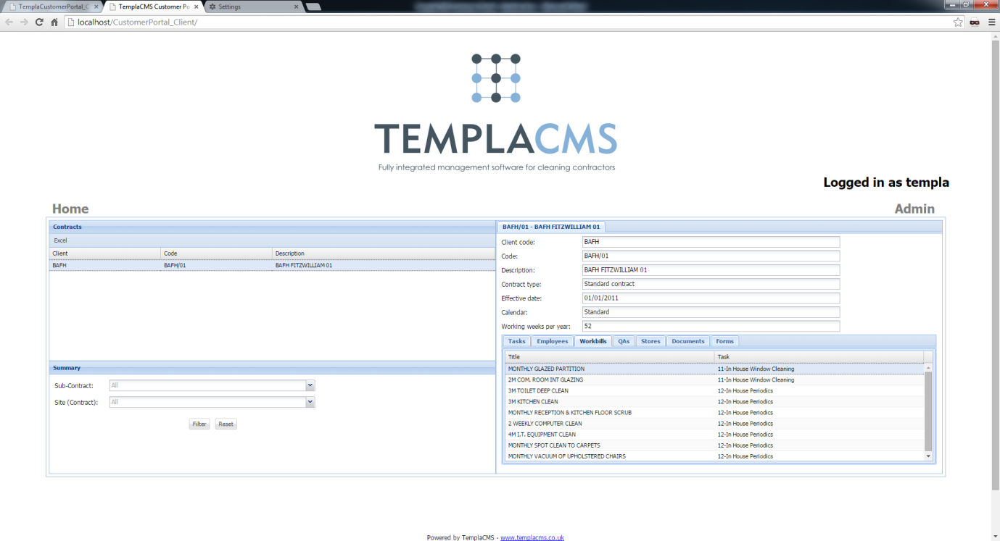 TemplaCustomerPortal_C
TemplaCMS Customer Po
Settings
localhost/CustomerPortal_Client/
TEMPLACMS
Fully integrated management software for cleaning contractors
Logged in as templa
Home
Admin
Contracts
Excel
Client Code Description
BAFH BAFH/01 BAFH FITZWILLIAM 01
Summary
Sub-Contract: All
Site (Contract): All
Filter Reset
BAFH/01 - BAFH FITZWILLIAM 01
Client code: BAFH
Code: BAFH/01
Description: BAFH FITZWILLIAM 01
Contract type: Standard contract
Effective date: 01/01/2011
Calendar: Standard
Working weeks per year: 52
Tasks Employees Workbills QAs Stores Documents Forms
Title Task
MONTHLY GLAZED PARTITION 11-In House Window Cleaning
2M COM. ROOM INT GLAZING 11-In House Window Cleaning
3M TOILET DEEP CLEAN 12-In House Periodics
3M KITCHEN CLEAN 12-In House Periodics
MONTHLY RECEPTION & KITCHEN FLOOR SCRUB 12-In House Periodics
2 WEEKLY COMPUTER CLEAN 12-In House Periodics
4M I.T. EQUIPMENT CLEAN 12-In House Periodics
MONTHLY SPOT CLEAN TO CARPETS 12-In House Periodics
MONTHLY VACUUM OF UPHOLSTERED CHAIRS 12-In House Periodics
Powered by TemplaCMS - www.templacms.co.uk